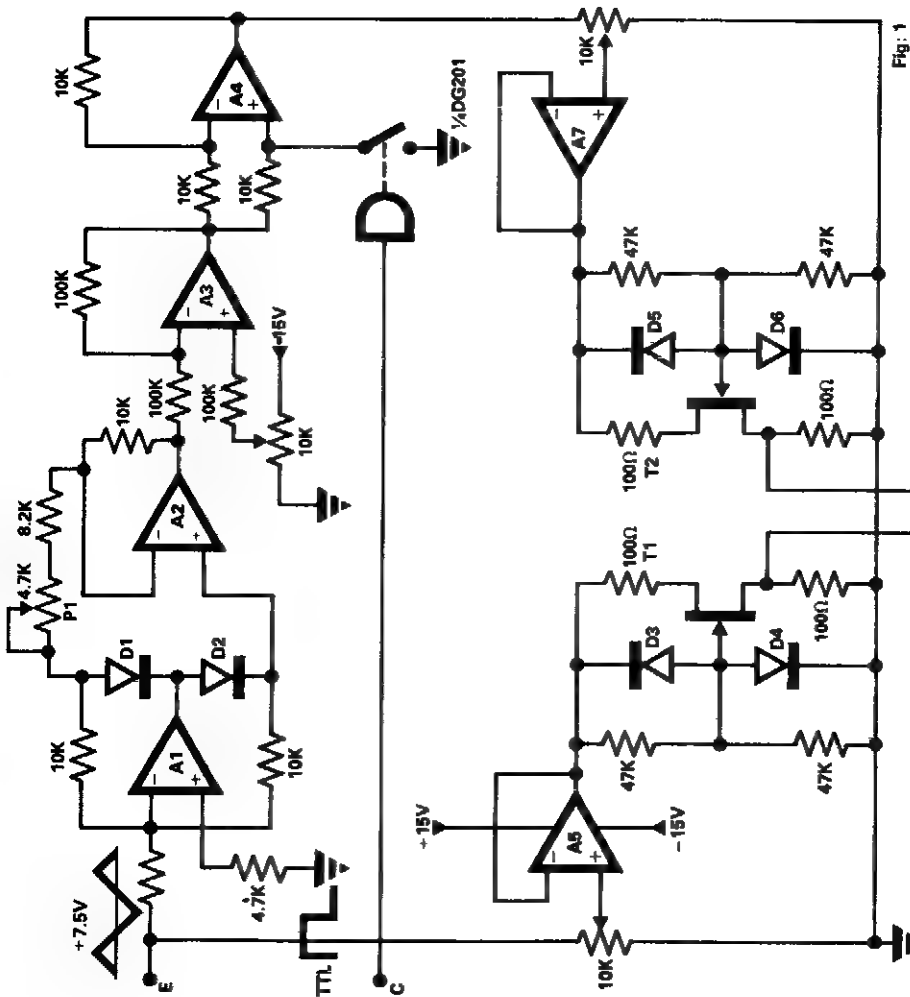 +7.5V
E
TTL
C
10K
A1
10K
4.7K
D1
D2
4.7K
P1
8.2K
10K
A2
100K
100K
100K
A3
10K
-15V
10K
10K
10K
A4
¼DG201
+15V
A5
-15V
10K
47K
47K
D3
D4
100Ω
T1
100Ω
A7
10K
47K
47K
D5
D6
100Ω
T2
100Ω
Fig: 1